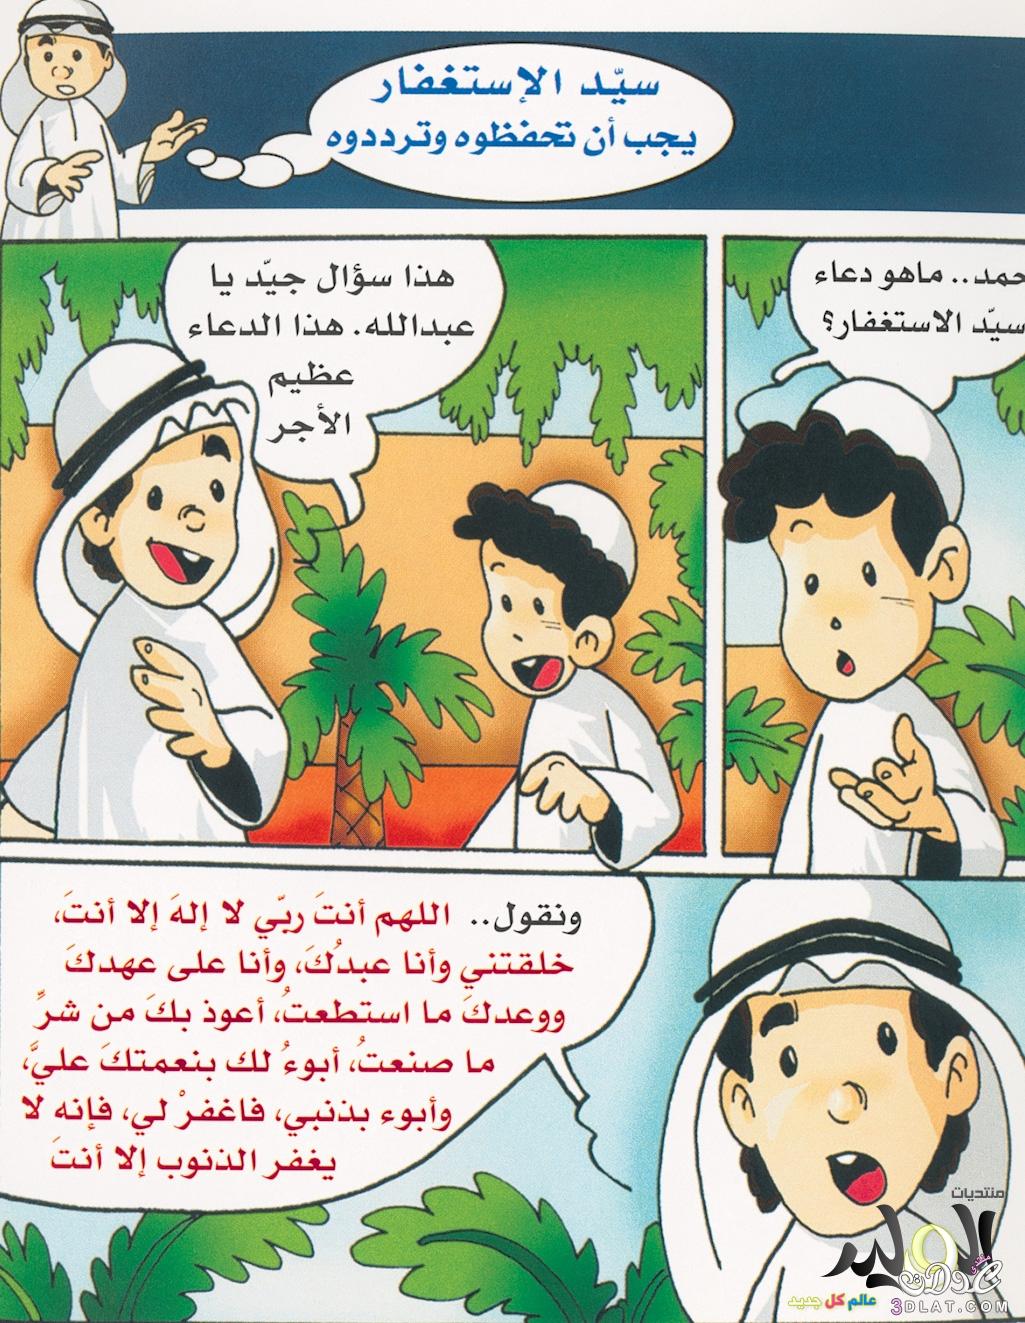 سيّد الإستغفار
يجب أن تحفظوه وترددوه
حمد.. ماهو دعاء
سيّد الاستغفار؟
هذا سؤال جيّد يا
عبدالله. هذا الدعاء
عظيم
الأجر
ونقول.. اللهم أنتَ ربّي لا إلهَ إلا أنتَ،
خلقتني وأنا عبدُكَ، وأنا على عهدكَ
ووعدكَ ما استطعتُ، أعوذ بكَ من شرِّ
ما صنعتُ، أبوءُ لك بنعمتكَ عليَّ،
وأبوء بذنبي، فاغفرْ لي، فإنه لا
يغفر الذنوب إلا أنتَ
منتديات
عالم كل جديد
3DLAT.COM